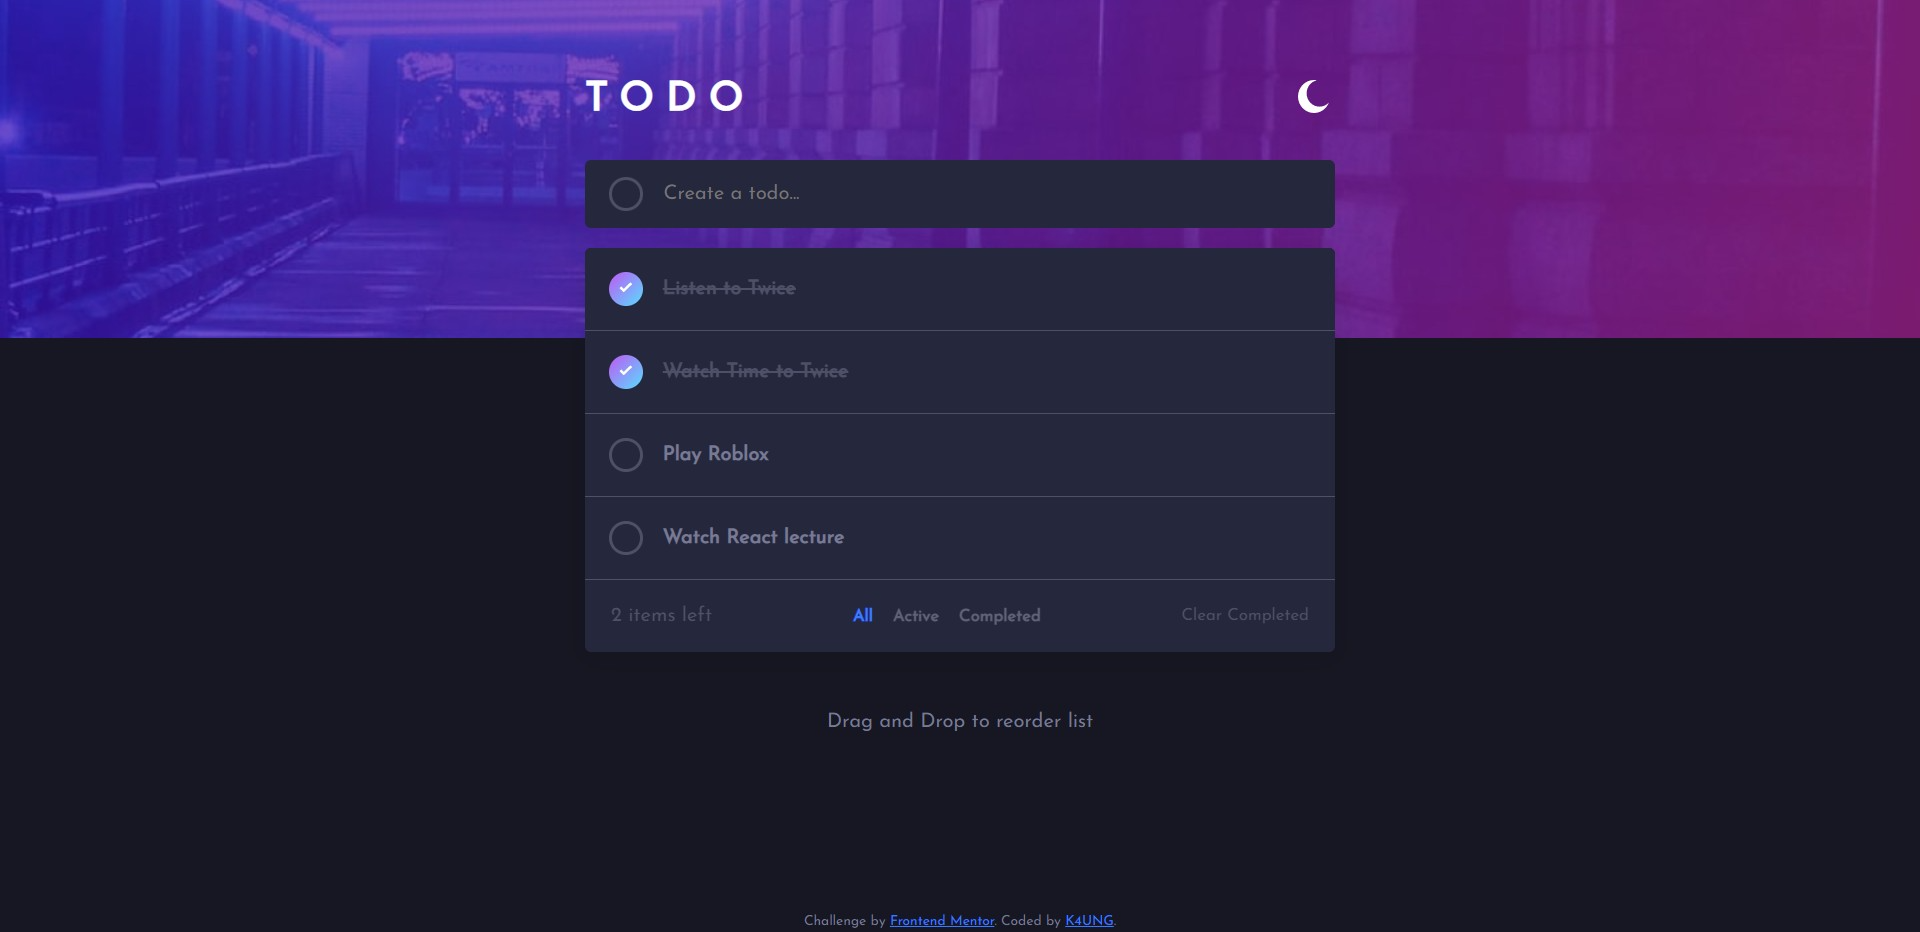 TODO
Create a todo...
Listen to Twice
Watch Time to Twice
Play Roblox
Watch React lecture
2 items left All Active Completed Clear Completed
Drag and Drop to reorder list
Challenge by Frontend Mentor. Coded by K4UNG.